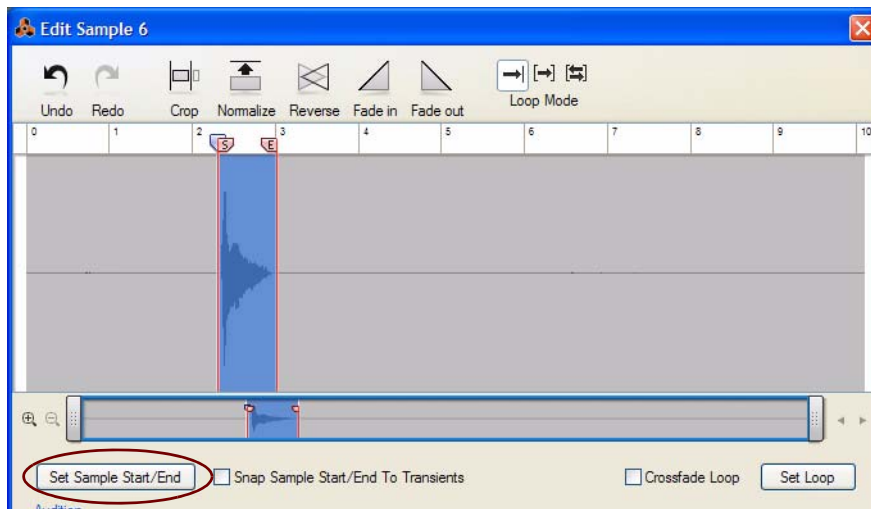 Edit Sample 6
Undo Redo Crop Normalize Reverse Fade in Fade out Loop Mode
0 1 2 3 4 5 6 7 8 9 10
S E
Set Sample Start/End Snap Sample Start/End To Transients Crossfade Loop Set Loop
Audition